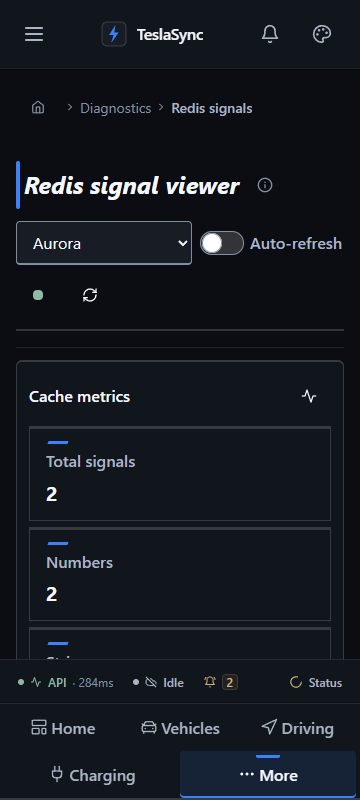 TeslaSync
Diagnostics Redis signals
Redis signal viewer
Aurora Auto-refresh
Cache metrics
Total signals
2
Numbers
2
API · 284ms Idle 2 Status
Home Vehicles Driving
Charging More